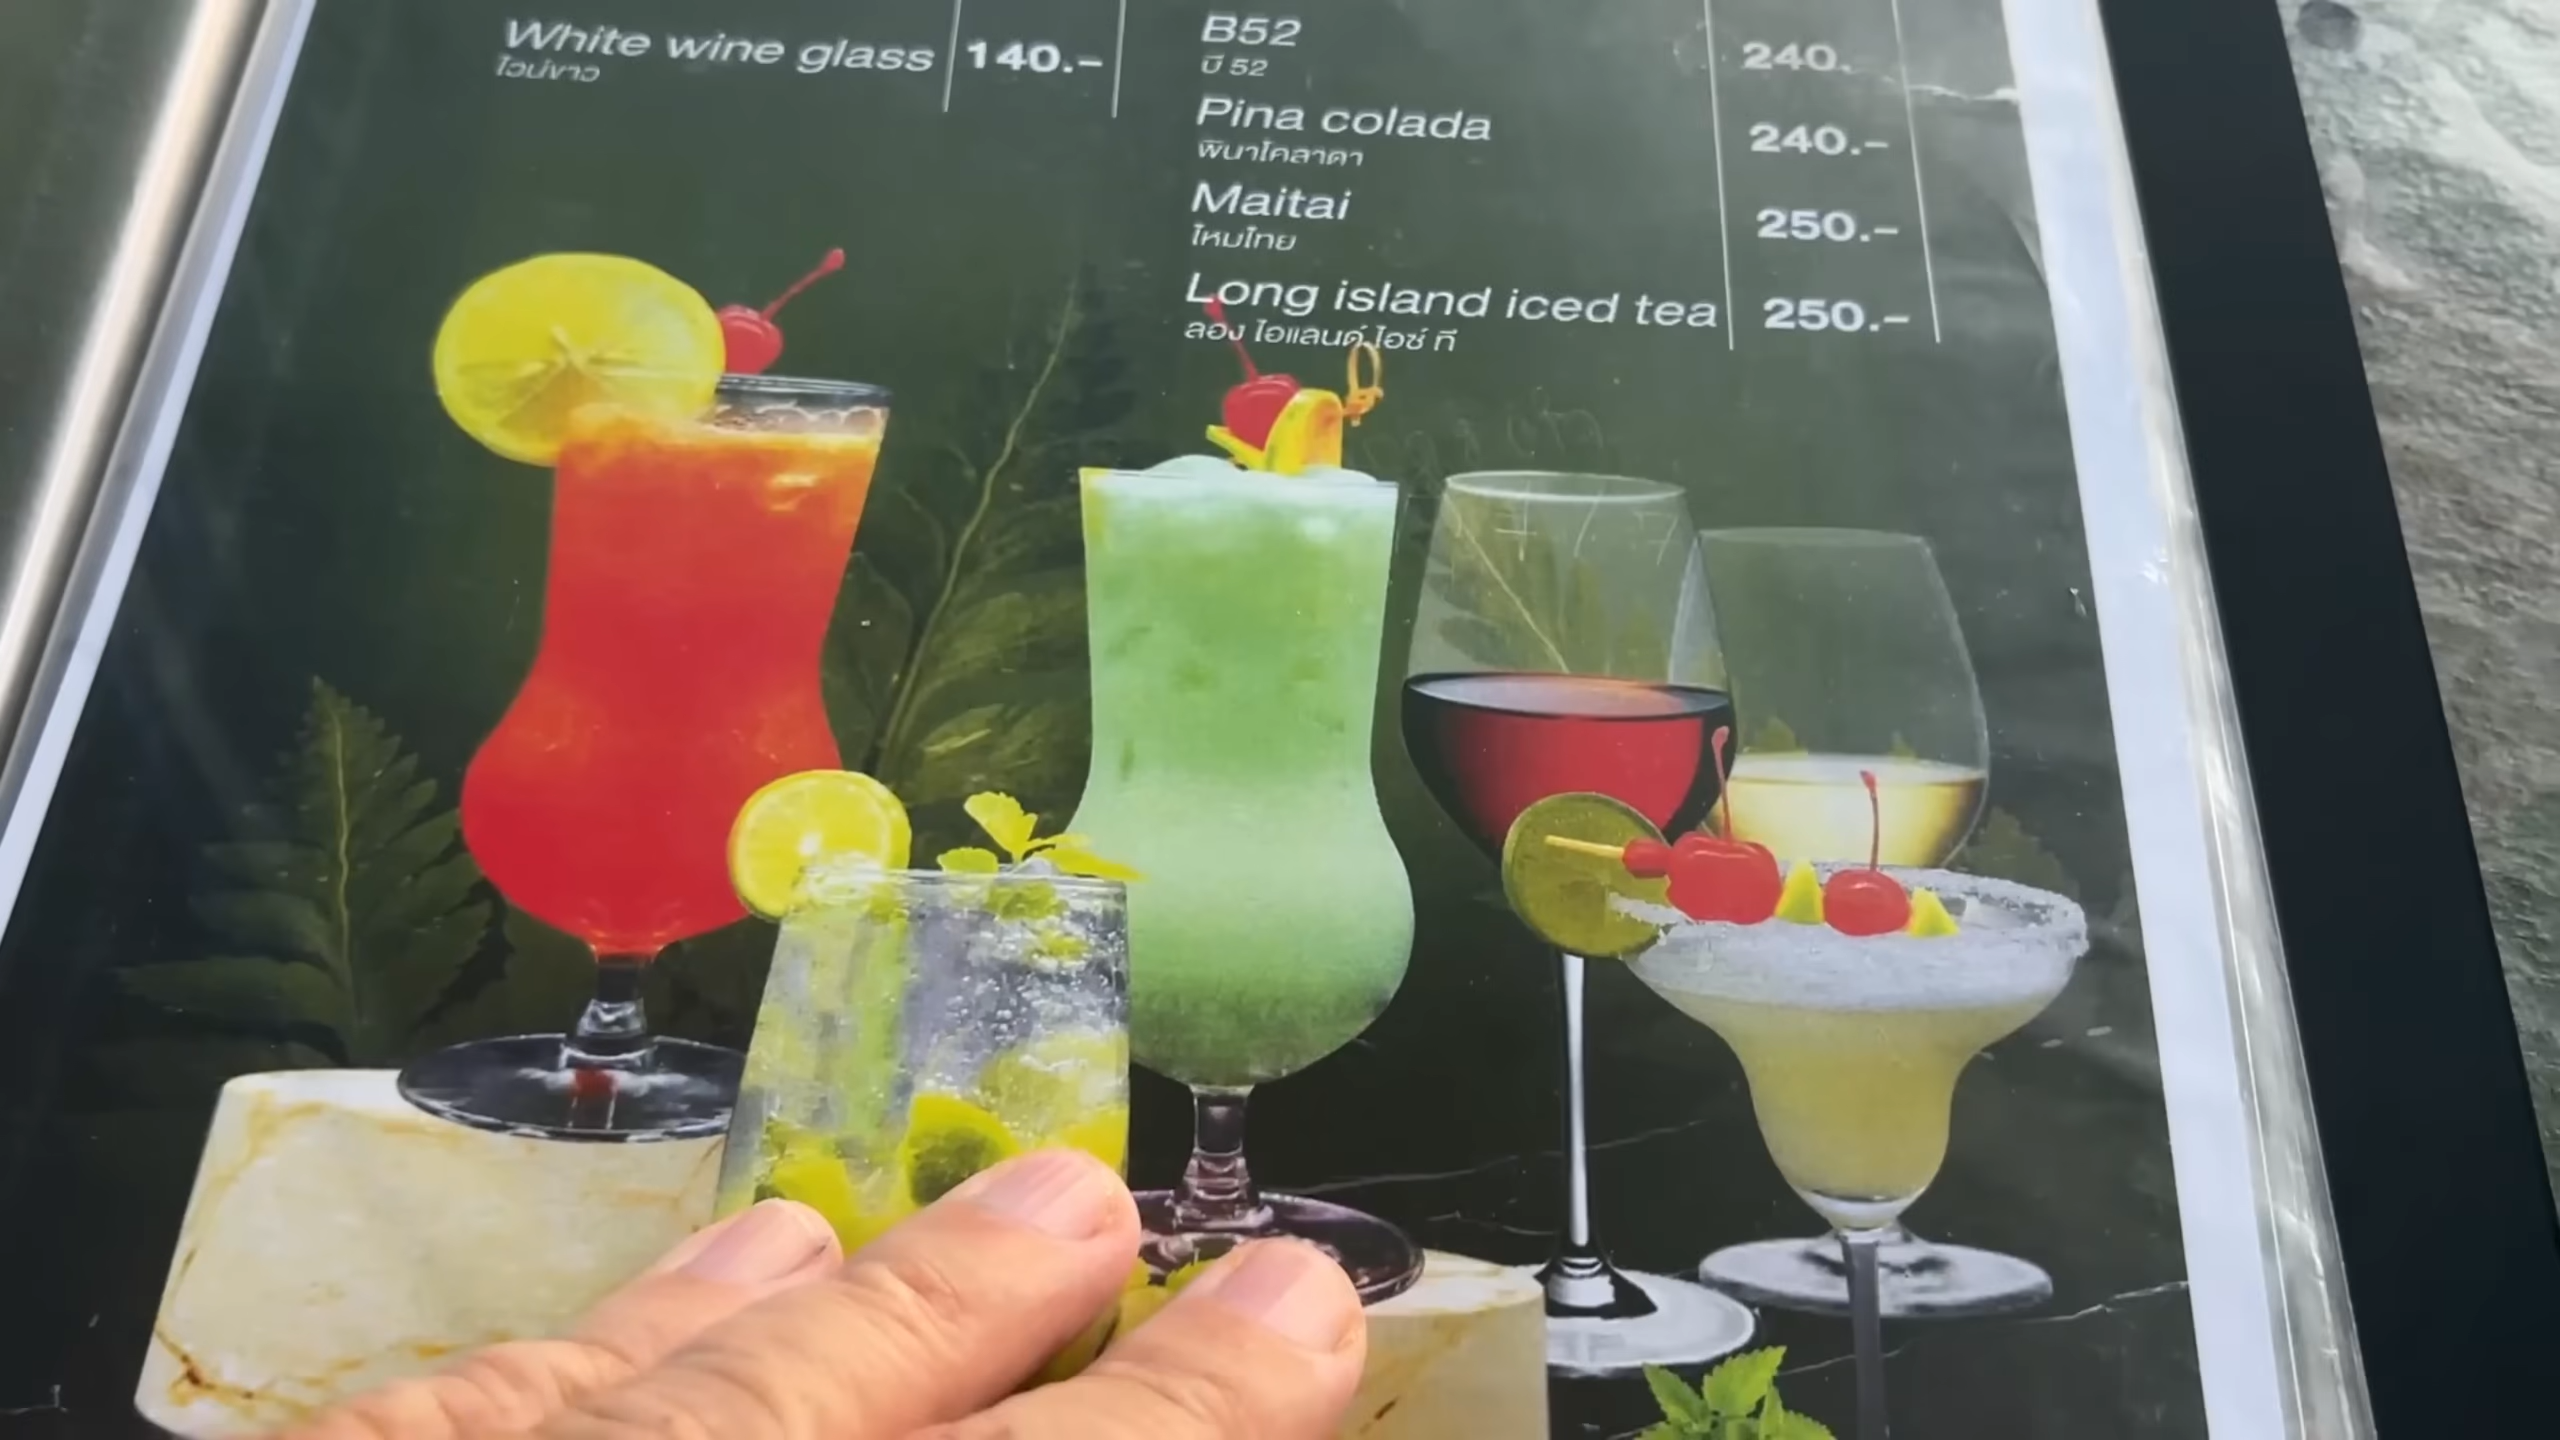 White wine glass 140.-
ไวน์ขาว
B52 240.
บี 52
Pina colada 240.-
พินาโคลาดา
Maitai 250.-
ไหมไทย
Long island iced tea 250.-
ลอง ไอแลนด์ ไอซ์ ที